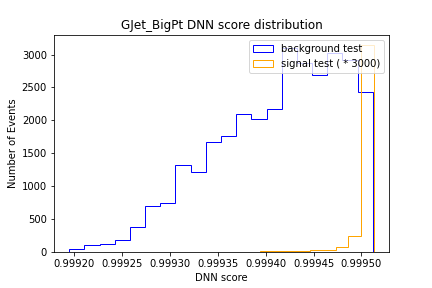 GJet_BigPt DNN score distribution
background test
signal test ( * 3000)
Number of Events
3000
2500
2000
1500
1000
500
0
0.99920 0.99925 0.99930 0.99935 0.99940 0.99945 0.99950
DNN score